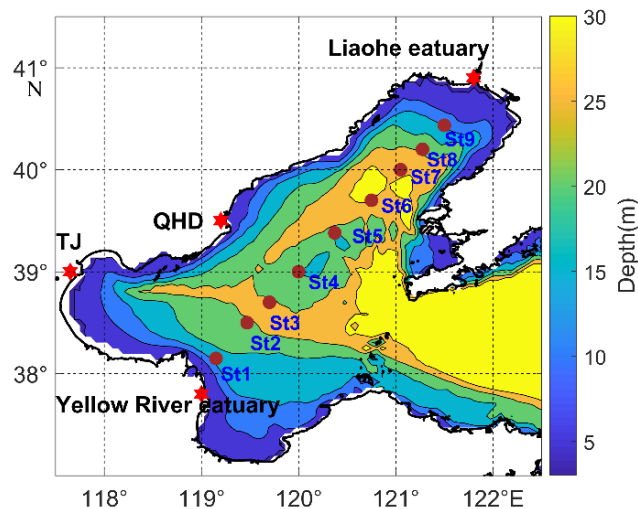 30
41°
N
Liaohe eatuary
25
St9
St8
40°
St7
St6
QHD
20
TJ
St5
39°
St4
15
St3
St2
10
38°
St1
Yellow River eatuary
5
118°
119°
120°
121°
122°E
Depth(m)